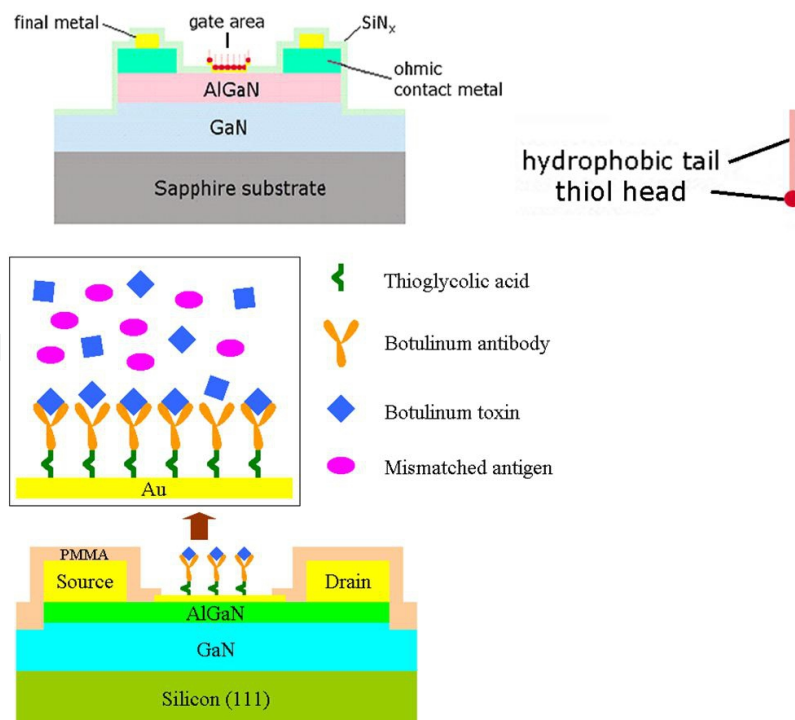 final metal
gate area
SiNx
ohmic
contact metal
AlGaN
GaN
Sapphire substrate
hydrophobic tail
thiol head
Thioglycolic acid
Botulinum antibody
Botulinum toxin
Mismatched antigen
Au
PMMA
Source
Drain
AlGaN
GaN
Silicon (111)